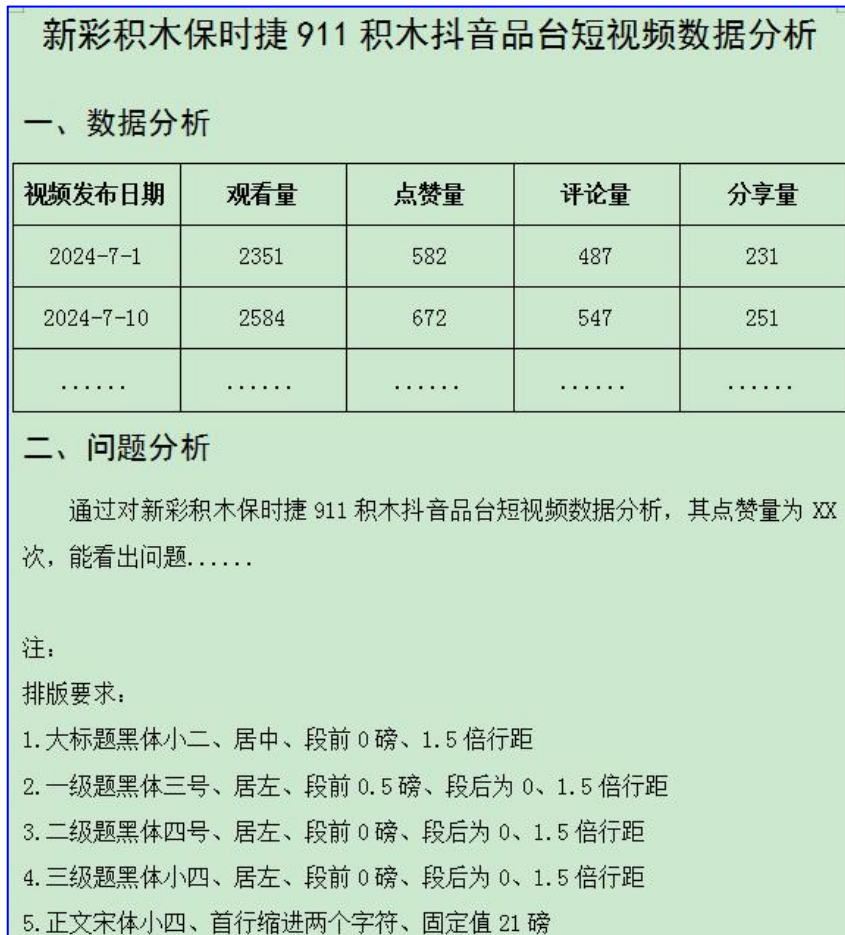 新彩积木保时捷 911 积木抖音品台短视频数据分析
一、数据分析
视频发布日期 观看量 点赞量 评论量 分享量
2024-7-1 2351 582 487 231
2024-7-10 2584 672 547 251
...... ...... ...... ...... ......
二、问题分析
通过对新彩积木保时捷 911 积木抖音品台短视频数据分析，其点赞量为 XX
次，能看出问题......
注：
排版要求：
1.大标题黑体小二、居中、段前 0 磅、1.5 倍行距
2.一级题黑体三号、居左、段前 0.5 磅、段后为 0、1.5 倍行距
3.二级题黑体四号、居左、段前 0 磅、段后为 0、1.5 倍行距
4.三级题黑体小四、居左、段前 0 磅、段后为 0、1.5 倍行距
5.正文宋体小四、首行缩进两个字符、固定值 21 磅